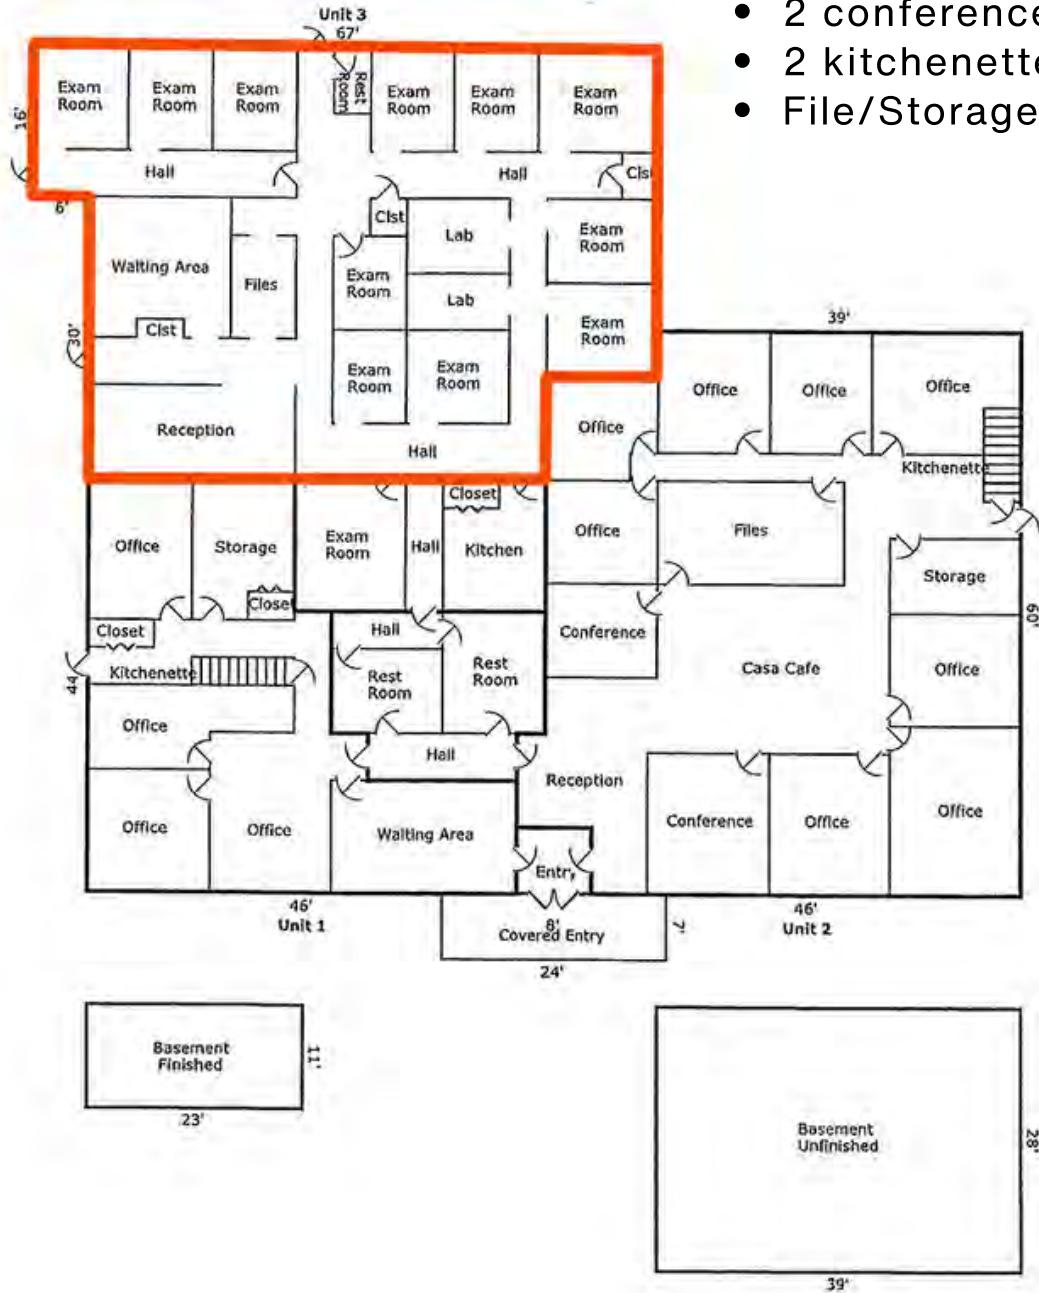 • 2 conference
• 2 kitchenette
• File/Storage
Unit 3
67'
Exam
Room
Exam
Room
Exam
Room
Rest
Room
Exam
Room
Exam
Room
Exam
Room
16'
Hall
Hall
Cls
6'
Clst
Waiting Area
Files
Lab
Exam
Room
Exam
Room
Lab
Clst
30'
Exam
Room
Exam
Room
Exam
Room
Reception
Hall
39'
Office
Office
Office
Office
Kitchenette
Closet
Office
Storage
Exam
Room
Hall
Kitchen
Office
Files
Closet
Storage
Closet
Hall
Conference
60'
Kitchenette
44'
Rest
Room
Rest
Room
Casa Cafe
Office
Office
Hall
Reception
Office
Office
Waiting Area
Conference
Office
Office
Entry
46'
Unit 1
8'
Covered Entry
7'
24'
46'
Unit 2
Basement
Finished
11'
23'
Basement
Unfinished
28'
39'